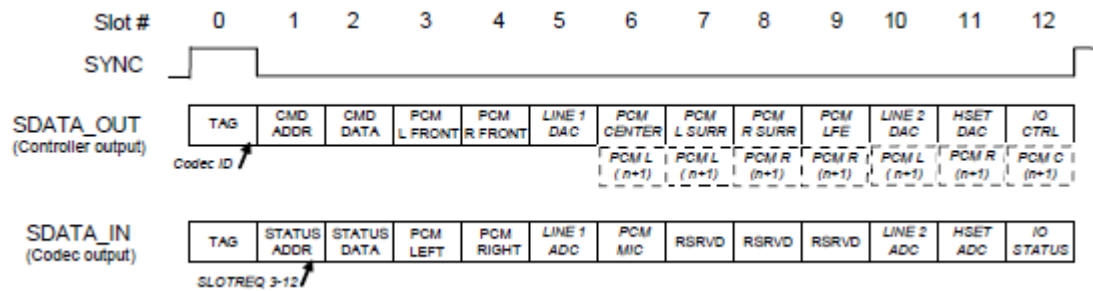 Slot # 0 1 2 3 4 5 6 7 8 9 10 11 12
SYNC
SDATA_OUT
(Controller output)
TAG
CMD ADDR
CMD DATA
PCM L FRONT
PCM R FRONT
LINE 1 DAC
PCM CENTER
PCM L SURR
PCM R SURR
PCM LFE
LINE 2 DAC
HSET DAC
IO CTRL
Codec ID
PCM L (n+1)
PCM L (n+1)
PCM R (n+1)
PCM R (n+1)
PCM L (n+1)
PCM R (n+1)
PCM C (n+1)
SDATA_IN
(Codec output)
TAG
STATUS ADDR
STATUS DATA
PCM LEFT
PCM RIGHT
LINE 1 ADC
PCM MIC
RSRVD
RSRVD
RSRVD
LINE 2 ADC
HSET ADC
IO STATUS
SLOTREQ 3-12